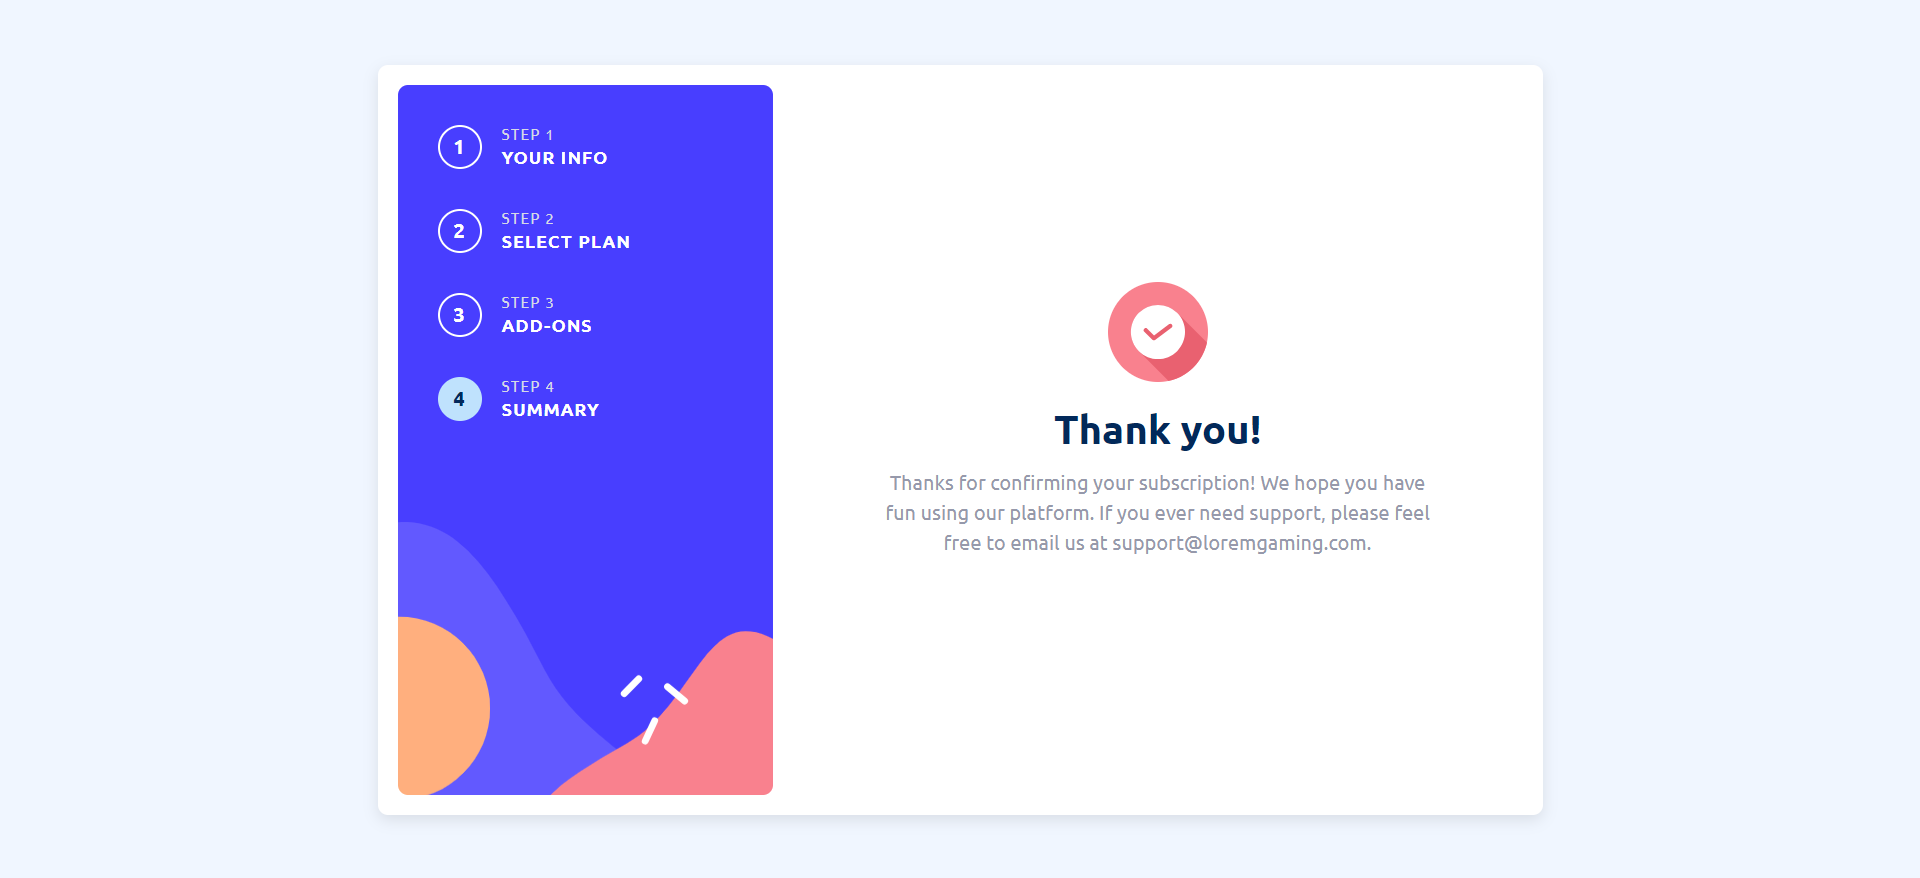 1
STEP 1
YOUR INFO
2
STEP 2
SELECT PLAN
3
STEP 3
ADD-ONS
4
STEP 4
SUMMARY
Thank you!
Thanks for confirming your subscription! We hope you have
fun using our platform. If you ever need support, please feel
free to email us at support@loremgaming.com.